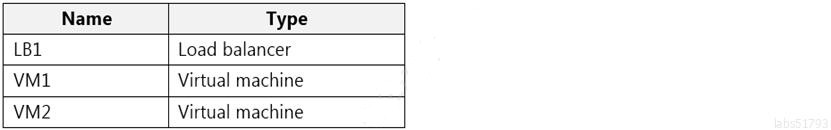 Name Type
LB1 Load balancer
VM1 Virtual machine
VM2 Virtual machine
labs51793